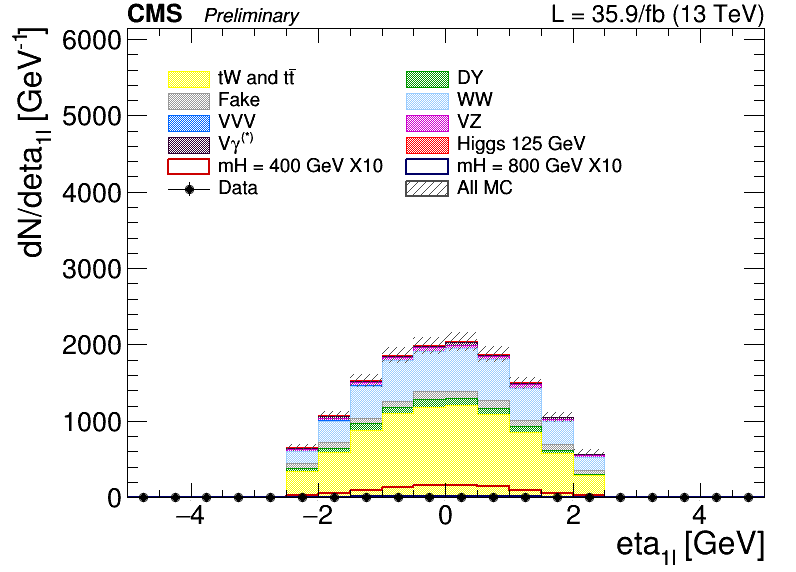 CMS Preliminary L = 35.9/fb (13 TeV)
dN/deta_1l [GeV^-1]
6000
5000
4000
3000
2000
1000
0
tW and tt̄ DY
Fake WW
VVV VZ
Vγ^(*) Higgs 125 GeV
mH = 400 GeV X10 mH = 800 GeV X10
Data All MC
−4 −2 0 2 4
eta_1l [GeV]